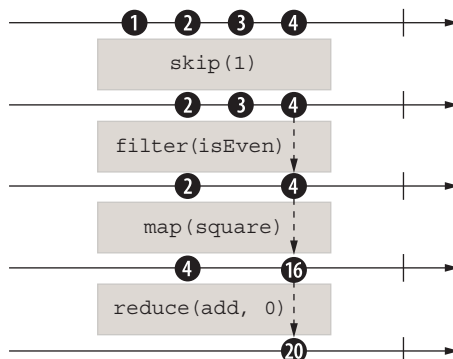 1 2 3 4
skip(1)
2 3 4
filter(isEven)
2 4
map(square)
4 16
reduce(add, 0)
20